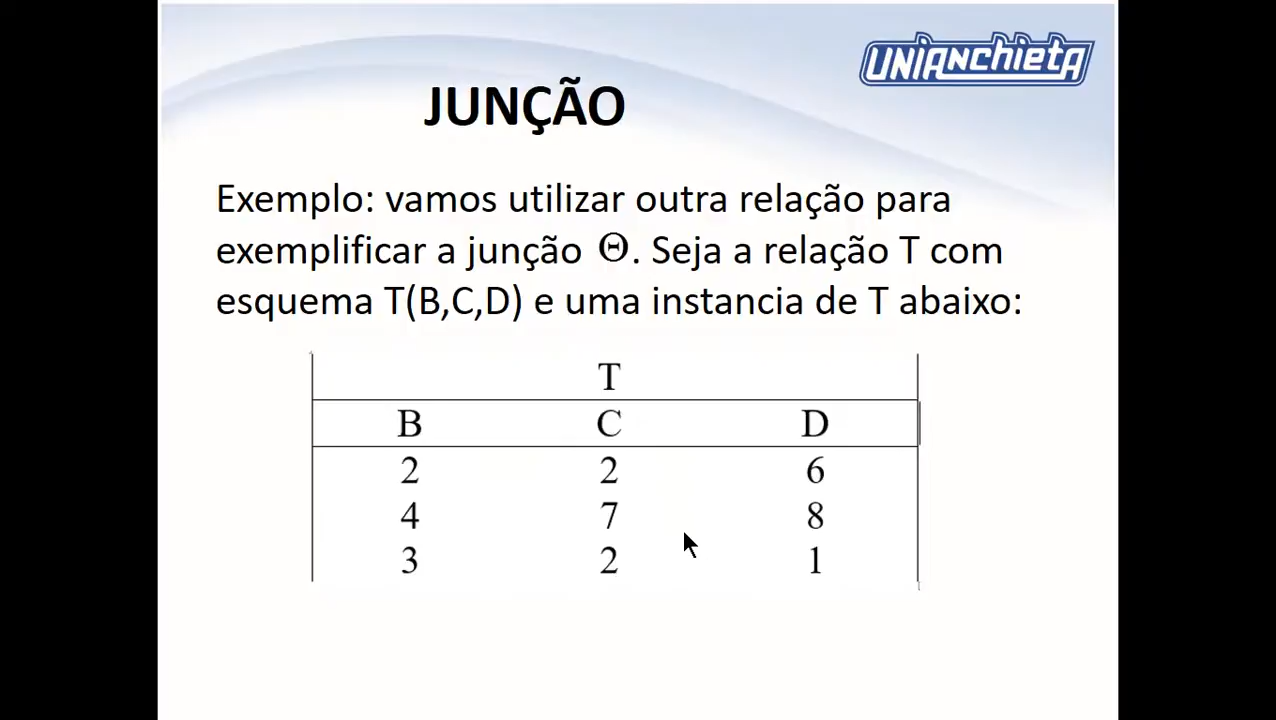 UNIANCHIETA
JUNÇÃO
Exemplo: vamos utilizar outra relação para
exemplificar a junção Θ. Seja a relação T com
esquema T(B,C,D) e uma instancia de T abaixo:
T
B C D
2 2 6
4 7 8
3 2 1